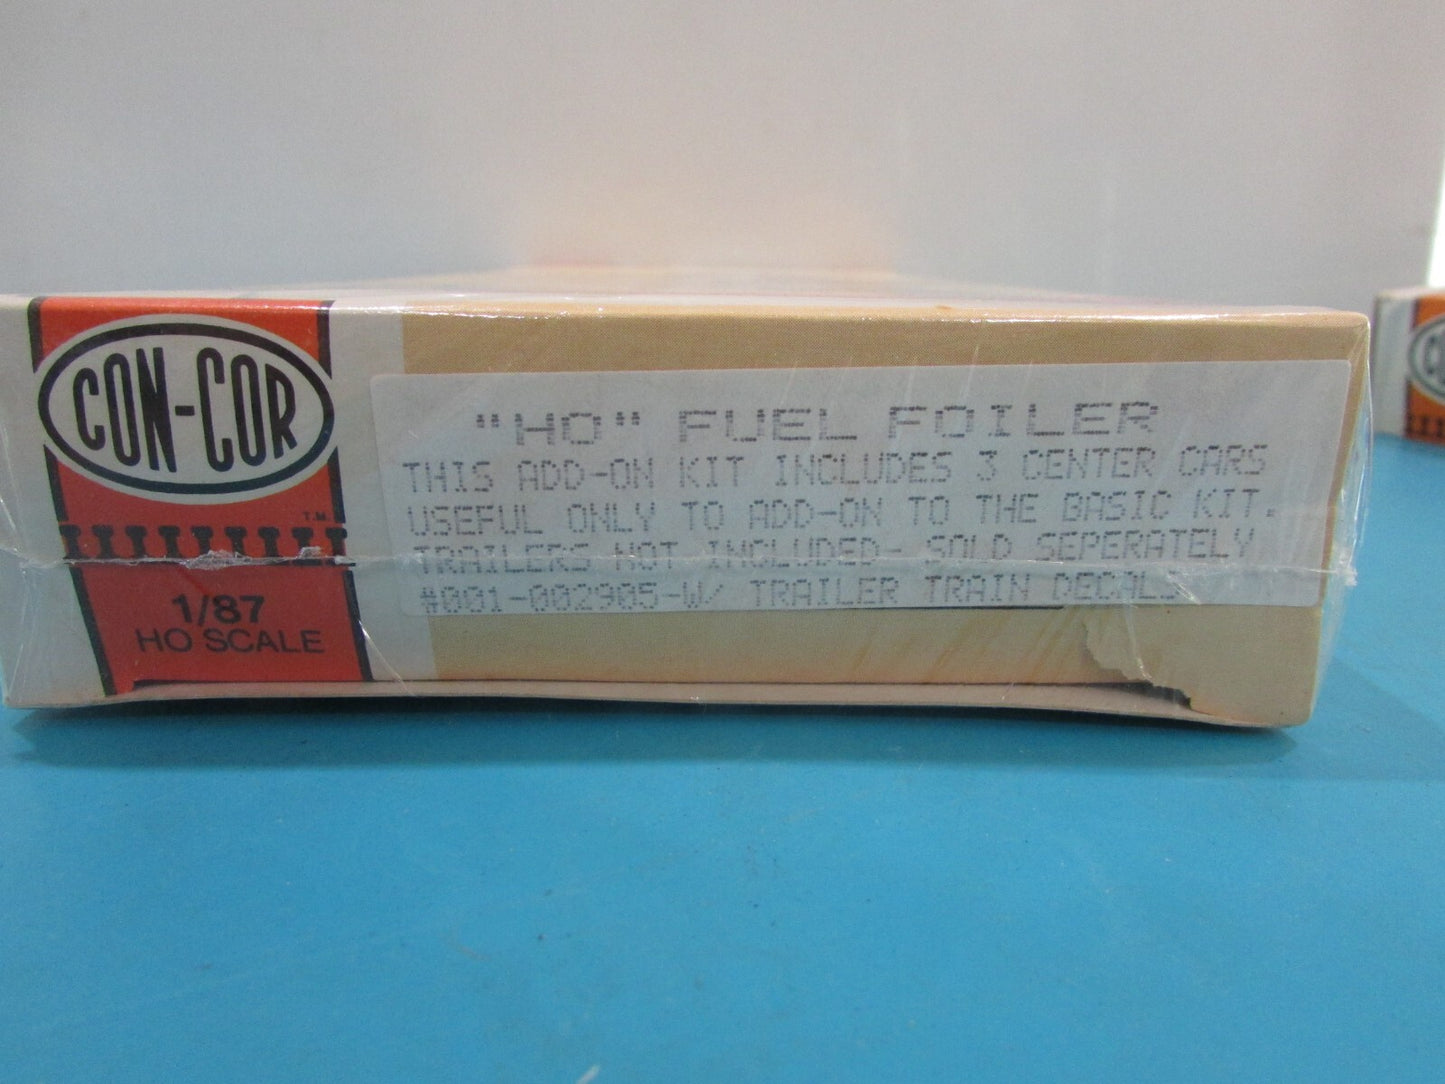 CON-COR
T.M.
1/87
HO SCALE
"HO" FUEL FOILER
THIS ADD-ON KIT INCLUDES 3 CENTER CARS
USEFUL ONLY TO ADD-ON TO THE BASIC KIT.
TRAILERS NOT INCLUDED- SOLD SEPERATELY
#001-002905-W/ TRAILER TRAIN DECALS